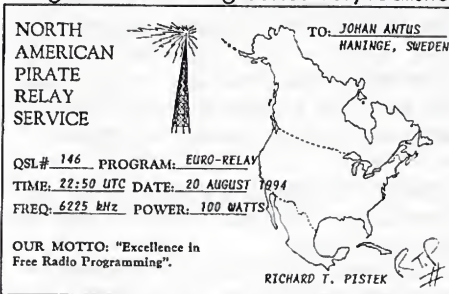 NORTH
AMERICAN
PIRATE
RELAY
SERVICE
TO: JOHAN ANTUS
HANINGE, SWEDEN
QSL# 146 PROGRAM: EURO-RELAY
TIME: 22:50 UTC DATE: 20 AUGUST 1994
FREQ: 6225 kHz POWER: 100 WATTS
OUR MOTTO: "Excellence in
Free Radio Programming".
R.T.P.
#
RICHARD T. PISTEK